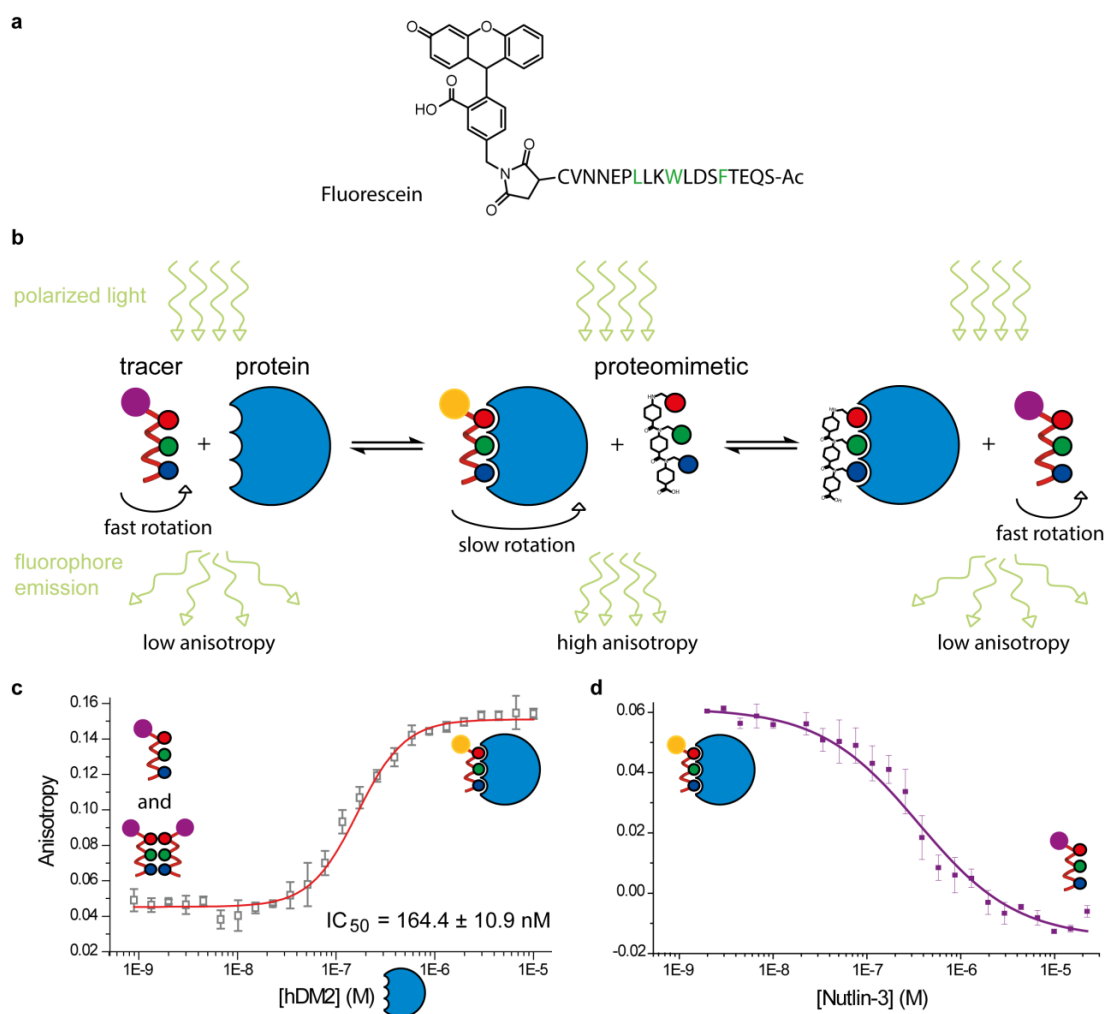 a
O
O
O
HO
O
N
O
CVNNEPLLKWLDSFTEQS-Ac
Fluorescein
b
polarized light
tracer
protein
proteomimetic
+
+
+
fast rotation
slow rotation
fast rotation
fluorophore
emission
low anisotropy
high anisotropy
low anisotropy
c
Anisotropy
0.16
0.14
0.12
0.10
0.08
0.06
0.04
0.02
and
IC50 = 164.4 ± 10.9 nM
1E-9 1E-8 1E-7 1E-6 1E-5
[hDM2] (M)
d
0.06
0.04
0.02
0.00
-0.02
1E-9 1E-8 1E-7 1E-6 1E-5
[Nutlin-3] (M)